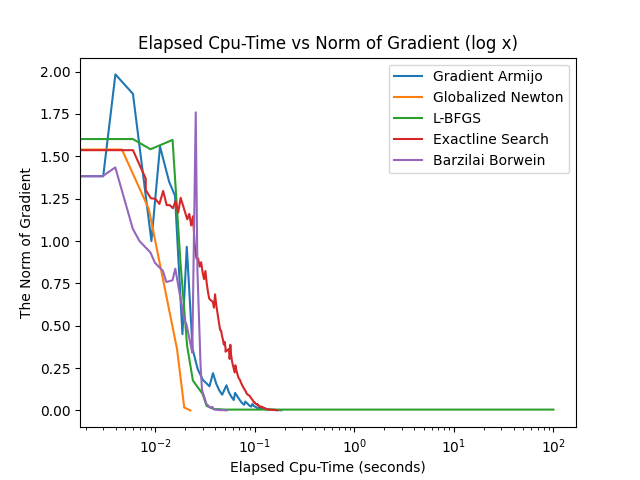 Elapsed Cpu-Time vs Norm of Gradient (log x)
Gradient Armijo
Globalized Newton
L-BFGS
Exactline Search
Barzilai Borwein
The Norm of Gradient
2.00
1.75
1.50
1.25
1.00
0.75
0.50
0.25
0.00
10⁻² 10⁻¹ 10⁰ 10¹ 10²
Elapsed Cpu-Time (seconds)